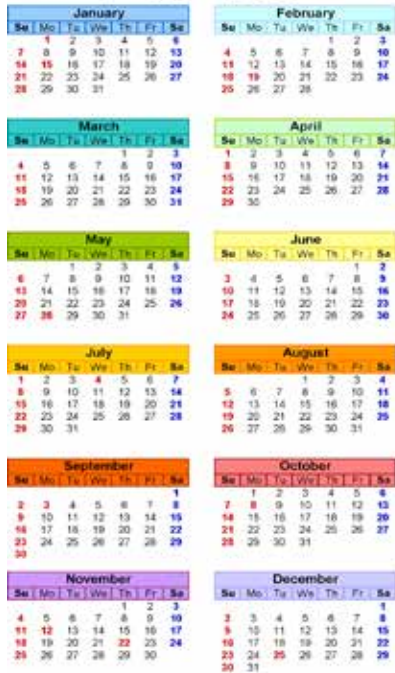 January
Su Mo Tu We Th Fr Sa
1 2 3 4 5 6
7 8 9 10 11 12 13
14 15 16 17 18 19 20
21 22 23 24 25 26 27
28 29 30 31
February
Su Mo Tu We Th Fr Sa
1 2 3
4 5 6 7 8 9 10
11 12 13 14 15 16 17
18 19 20 21 22 23 24
25 26 27 28
March
Su Mo Tu We Th Fr Sa
1 2 3
4 5 6 7 8 9 10
11 12 13 14 15 16 17
18 19 20 21 22 23 24
25 26 27 28 29 30 31
April
Su Mo Tu We Th Fr Sa
1 2 3 4 5 6 7
8 9 10 11 12 13 14
15 16 17 18 19 20 21
22 23 24 25 26 27 28
29 30
May
Su Mo Tu We Th Fr Sa
1 2 3 4 5
6 7 8 9 10 11 12
13 14 15 16 17 18 19
20 21 22 23 24 25 26
27 28 29 30 31
June
Su Mo Tu We Th Fr Sa
1 2
3 4 5 6 7 8 9
10 11 12 13 14 15 16
17 18 19 20 21 22 23
24 25 26 27 28 29 30
July
Su Mo Tu We Th Fr Sa
1 2 3 4 5 6 7
8 9 10 11 12 13 14
15 16 17 18 19 20 21
22 23 24 25 26 27 28
29 30 31
August
Su Mo Tu We Th Fr Sa
1 2 3 4
5 6 7 8 9 10 11
12 13 14 15 16 17 18
19 20 21 22 23 24 25
26 27 28 29 30 31
September
Su Mo Tu We Th Fr Sa
1
2 3 4 5 6 7 8
9 10 11 12 13 14 15
16 17 18 19 20 21 22
23 24 25 26 27 28 29
30
October
Su Mo Tu We Th Fr Sa
1 2 3 4 5 6
7 8 9 10 11 12 13
14 15 16 17 18 19 20
21 22 23 24 25 26 27
28 29 30 31
November
Su Mo Tu We Th Fr Sa
1 2 3
4 5 6 7 8 9 10
11 12 13 14 15 16 17
18 19 20 21 22 23 24
25 26 27 28 29 30
December
Su Mo Tu We Th Fr Sa
1
2 3 4 5 6 7 8
9 10 11 12 13 14 15
16 17 18 19 20 21 22
23 24 25 26 27 28 29
30 31